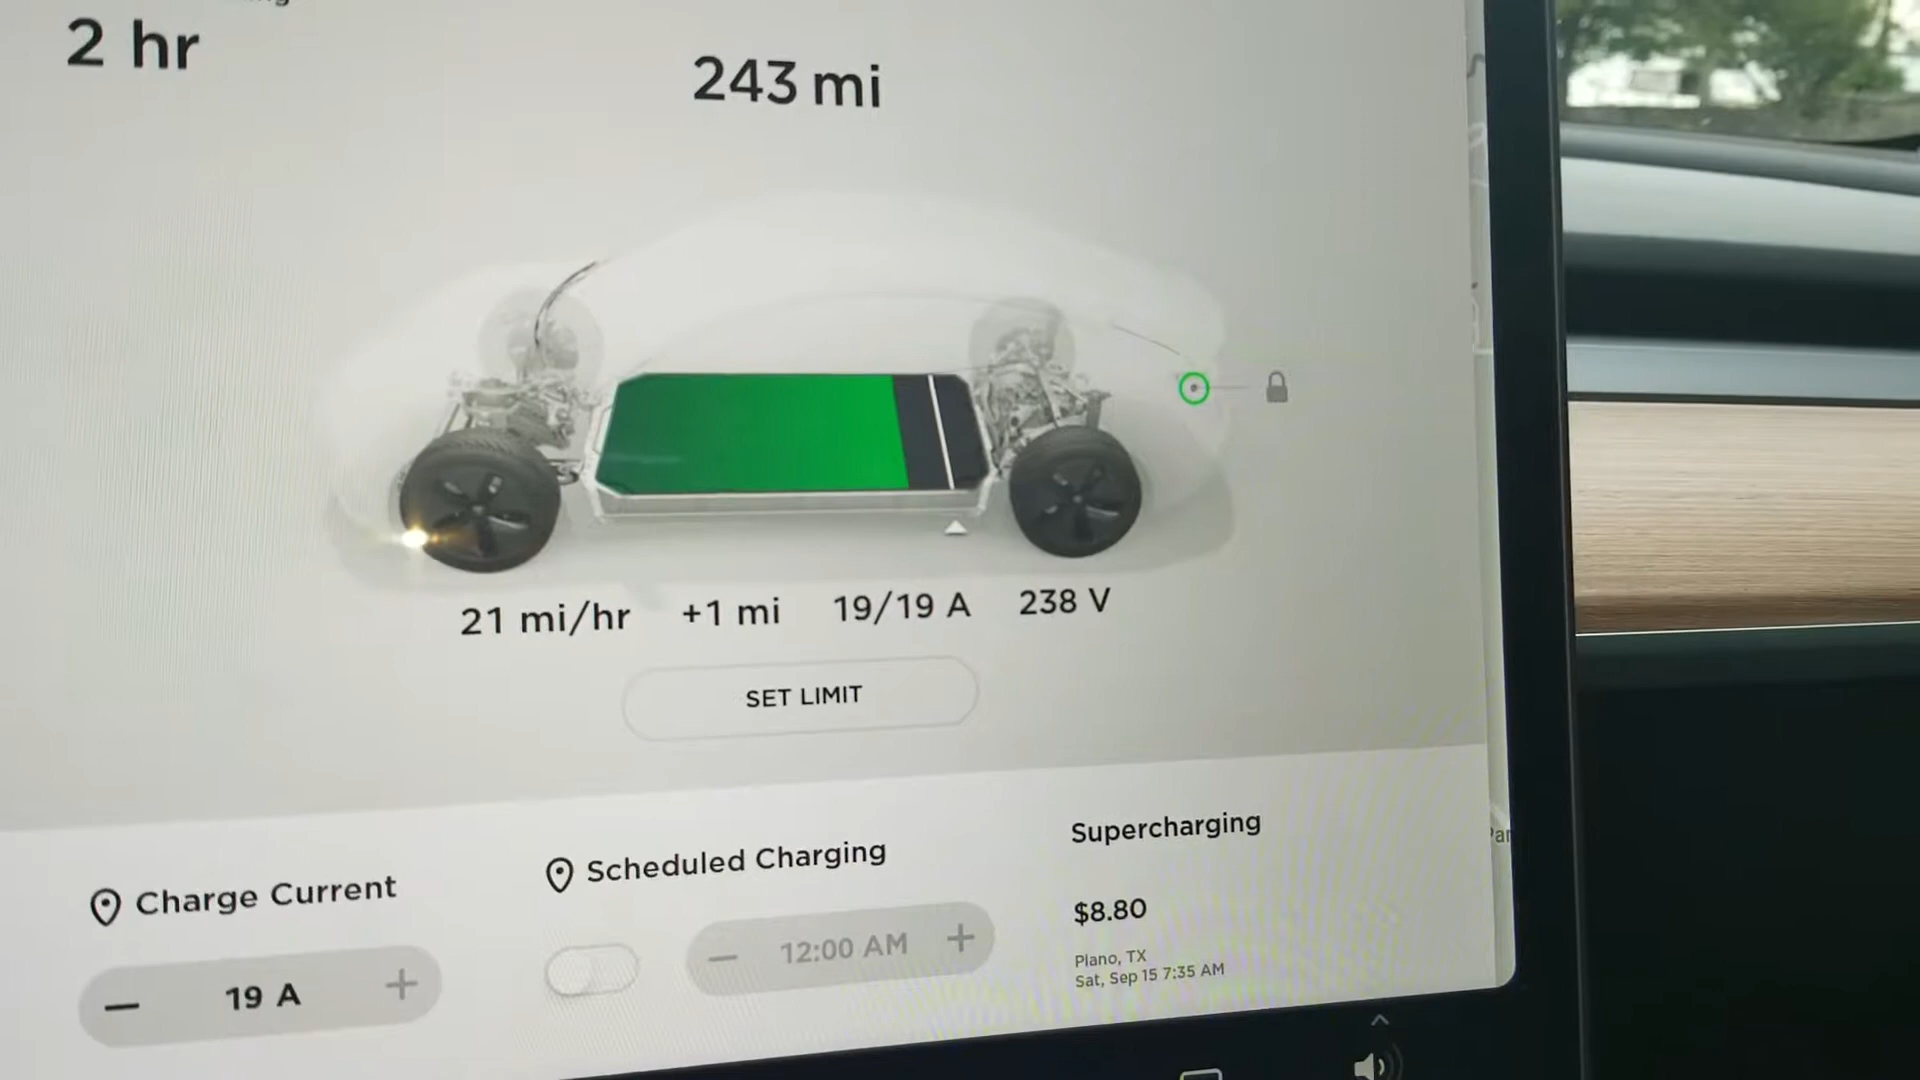 2 hr
243 mi
21 mi/hr +1 mi 19/19 A 238 V
SET LIMIT
Charge Current
19 A
Scheduled Charging
12:00 AM
Supercharging
$8.80
Plano, TX
Sat, Sep 15 7:35 AM